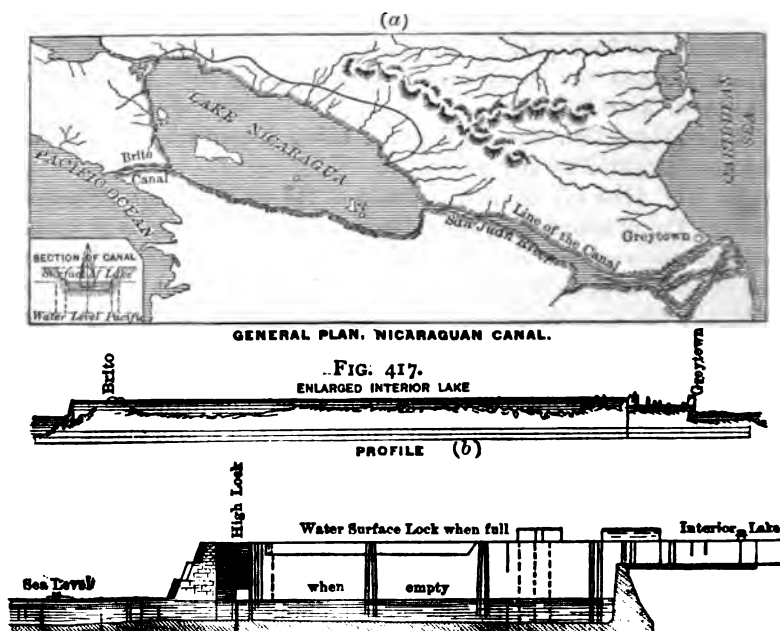 (a)
LAKE NICARAGUA
CARIBBEAN SEA
PACIFIC OCEAN
Brito
Canal
San Juan River
Line of the Canal
Greytown
SECTION OF CANAL
Surface of Lake
Water Level Pacific
GENERAL PLAN, NICARAGUAN CANAL.
FIG. 417.
ENLARGED INTERIOR LAKE
Brito
Greytown
PROFILE (b)
High Lock
Water Surface Lock when full
Interior Lake
Sea Level
when empty